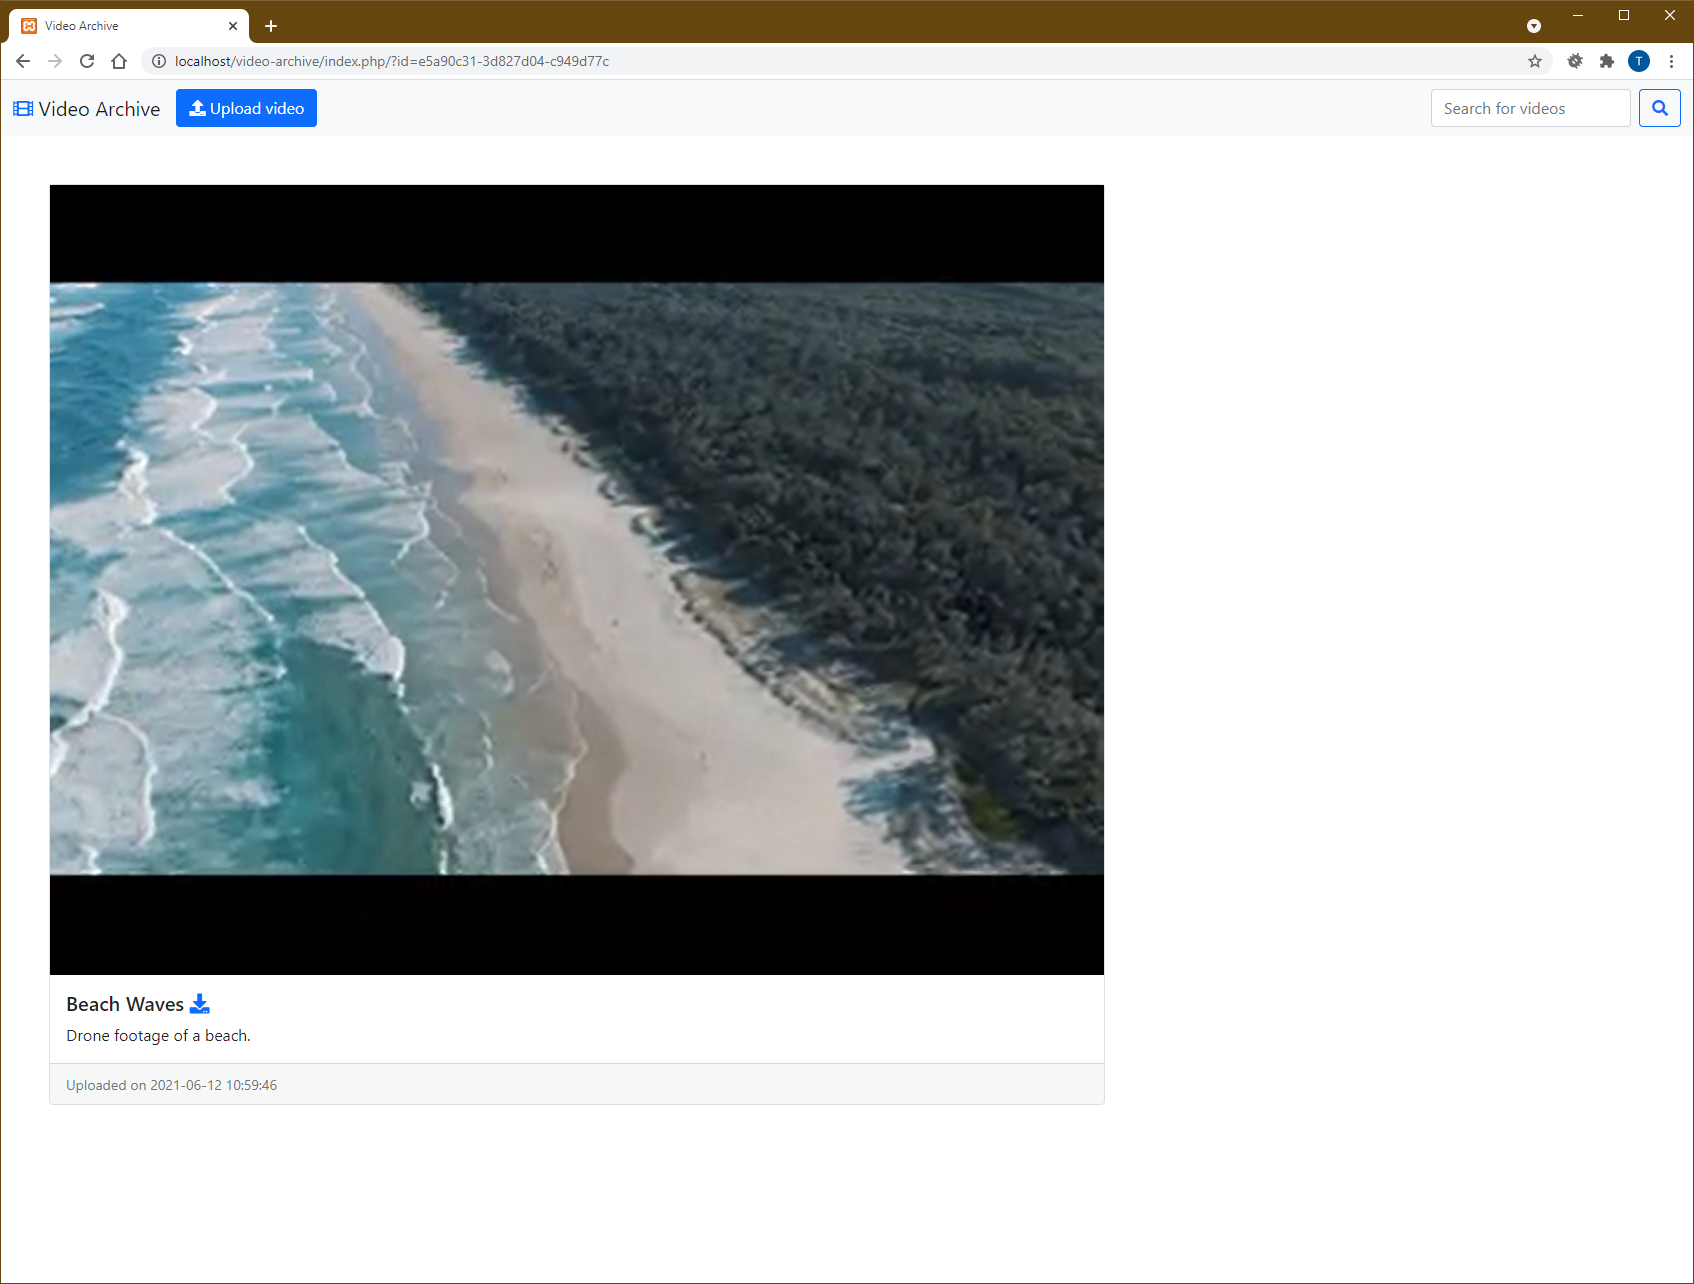 Video Archive
localhost/video-archive/index.php/?id=e5a90c31-3d827d04-c949d77c
T
Video Archive Upload video Search for videos
Beach Waves
Drone footage of a beach.
Uploaded on 2021-06-12 10:59:46